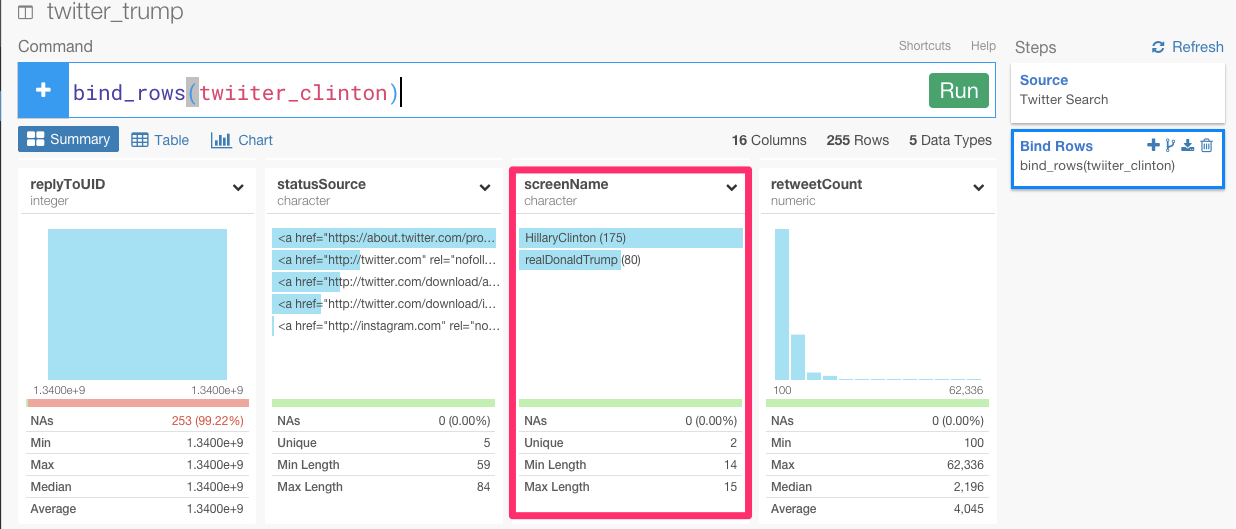 twitter_trump
Command
Shortcuts Help
Steps
Refresh
+ bind_rows(twiiter_clinton)
Run
Source
Twitter Search
Summary Table Chart
16 Columns 255 Rows 5 Data Types
Bind Rows
bind_rows(twiiter_clinton)
replyToUID
integer
1.3400e+9 1.3400e+9
NAs 253 (99.22%)
Min 1.3400e+9
Max 1.3400e+9
Median 1.3400e+9
Average 1.3400e+9
statusSource
character
<a href="https://about.twitter.com/pro...
<a href="http://twitter.com" rel="nofoll...
<a href="http://twitter.com/download/a...
<a href="http://twitter.com/download/i...
<a href="http://instagram.com" rel="no...
NAs 0 (0.00%)
Unique 5
Min Length 59
Max Length 84
screenName
character
HillaryClinton (175)
realDonaldTrump (80)
NAs 0 (0.00%)
Unique 2
Min Length 14
Max Length 15
retweetCount
numeric
100 62,336
NAs 0 (0.00%)
Min 100
Max 62,336
Median 2,196
Average 4,045